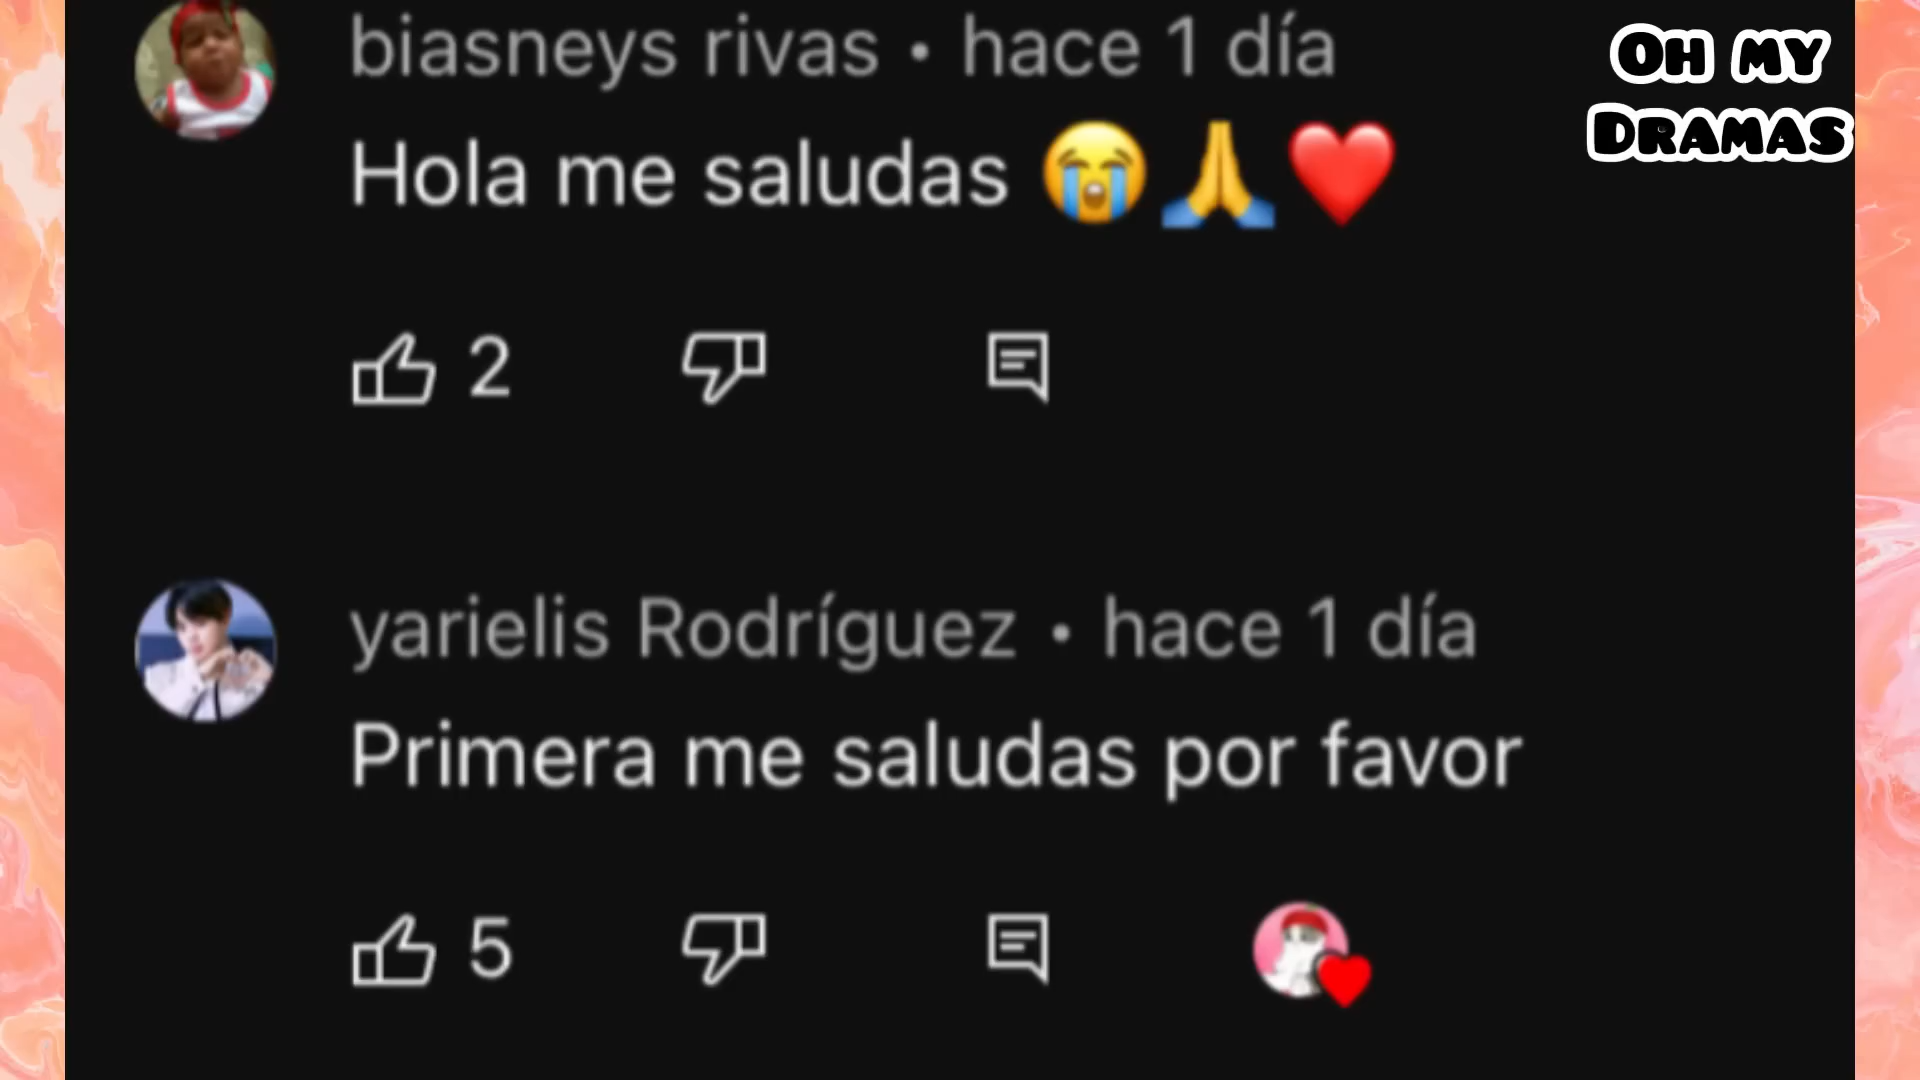 biasneys rivas • hace 1 día
Hola me saludas 😭🙏❤️
2
yarielis Rodríguez • hace 1 día
Primera me saludas por favor
5
OH MY
DRAMAS